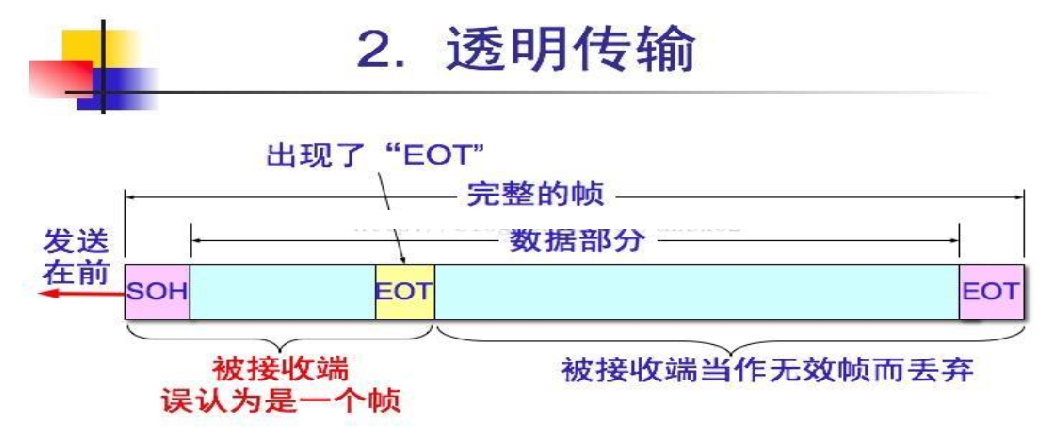 2. 透明传输
出现了“EOT”
完整的帧
数据部分
发送
在前
SOH
EOT
EOT
被接收端
误认为是一个帧
被接收端当作无效帧而丢弃